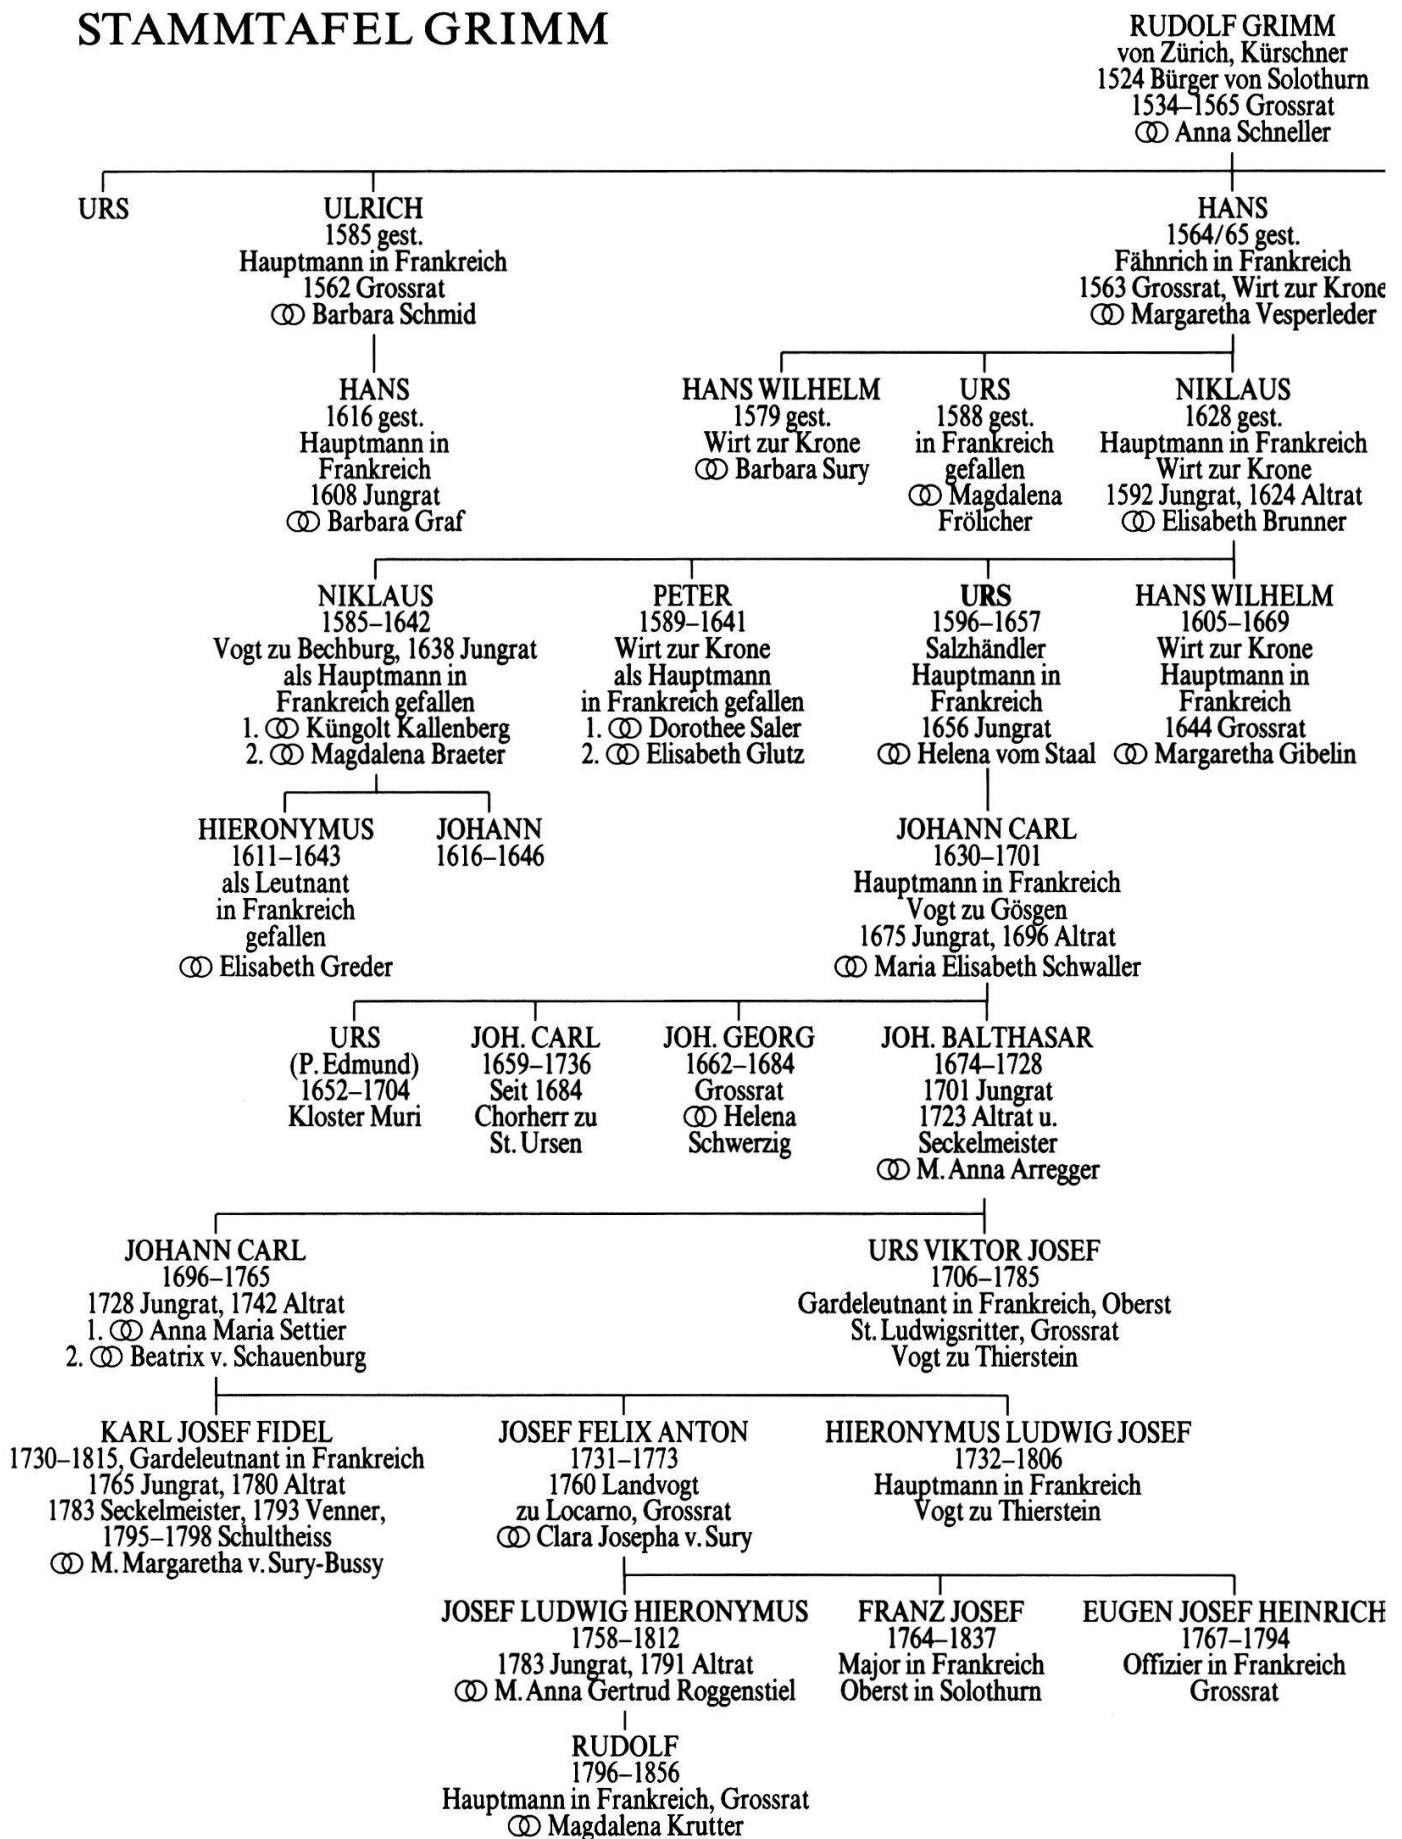 STAMMTAFEL GRIMM
RUDOLF GRIMM
von Zürich, Kürschner
1524 Bürger von Solothurn
1534–1565 Grossrat
⚭ Anna Schneller
URS
ULRICH
1585 gest.
Hauptmann in Frankreich
1562 Grossrat
⚭ Barbara Schmid
HANS
1564/65 gest.
Fähnrich in Frankreich
1563 Grossrat, Wirt zur Krone
⚭ Margaretha Vesperleder
HANS
1616 gest.
Hauptmann in
Frankreich
1608 Jungrat
⚭ Barbara Graf
HANS WILHELM
1579 gest.
Wirt zur Krone
⚭ Barbara Sury
URS
1588 gest.
in Frankreich
gefallen
⚭ Magdalena
Frölicher
NIKLAUS
1628 gest.
Hauptmann in Frankreich
Wirt zur Krone
1592 Jungrat, 1624 Altrat
⚭ Elisabeth Brunner
NIKLAUS
1585–1642
Vogt zu Bechburg, 1638 Jungrat
als Hauptmann in
Frankreich gefallen
1. ⚭ Küngolt Kallenberg
2. ⚭ Magdalena Braeter
PETER
1589–1641
Wirt zur Krone
als Hauptmann
in Frankreich gefallen
1. ⚭ Dorothee Saler
2. ⚭ Elisabeth Glutz
URS
1596–1657
Salzhändler
Hauptmann in
Frankreich
1656 Jungrat
⚭ Helena vom Staal
HANS WILHELM
1605–1669
Wirt zur Krone
Hauptmann in
Frankreich
1644 Grossrat
⚭ Margaretha Gibelin
HIERONYMUS
1611–1643
als Leutnant
in Frankreich
gefallen
⚭ Elisabeth Greder
JOHANN
1616–1646
JOHANN CARL
1630–1701
Hauptmann in Frankreich
Vogt zu Gösgen
1675 Jungrat, 1696 Altrat
⚭ Maria Elisabeth Schwaller
URS
(P. Edmund)
1652–1704
Kloster Muri
JOH. CARL
1659–1736
Seit 1684
Chorherr zu
St. Ursen
JOH. GEORG
1662–1684
Grossrat
⚭ Helena
Schwerzig
JOH. BALTHASAR
1674–1728
1701 Jungrat
1723 Altrat u.
Seckelmeister
⚭ M. Anna Arregger
JOHANN CARL
1696–1765
1728 Jungrat, 1742 Altrat
1. ⚭ Anna Maria Settier
2. ⚭ Beatrix v. Schauenburg
URS VIKTOR JOSEF
1706–1785
Gardeleutnant in Frankreich, Oberst
St. Ludwigsritter, Grossrat
Vogt zu Thierstein
KARL JOSEF FIDEL
1730–1815, Gardeleutnant in Frankreich
1765 Jungrat, 1780 Altrat
1783 Seckelmeister, 1793 Venner,
1795–1798 Schultheiss
⚭ M. Margaretha v. Sury-Bussy
JOSEF FELIX ANTON
1731–1773
1760 Landvogt
zu Locarno, Grossrat
⚭ Clara Josepha v. Sury
HIERONYMUS LUDWIG JOSEF
1732–1806
Hauptmann in Frankreich
Vogt zu Thierstein
JOSEF LUDWIG HIERONYMUS
1758–1812
1783 Jungrat, 1791 Altrat
⚭ M. Anna Gertrud Roggenstiel
FRANZ JOSEF
1764–1837
Major in Frankreich
Oberst in Solothurn
EUGEN JOSEF HEINRICH
1767–1794
Offizier in Frankreich
Grossrat
RUDOLF
1796–1856
Hauptmann in Frankreich, Grossrat
⚭ Magdalena Krutter